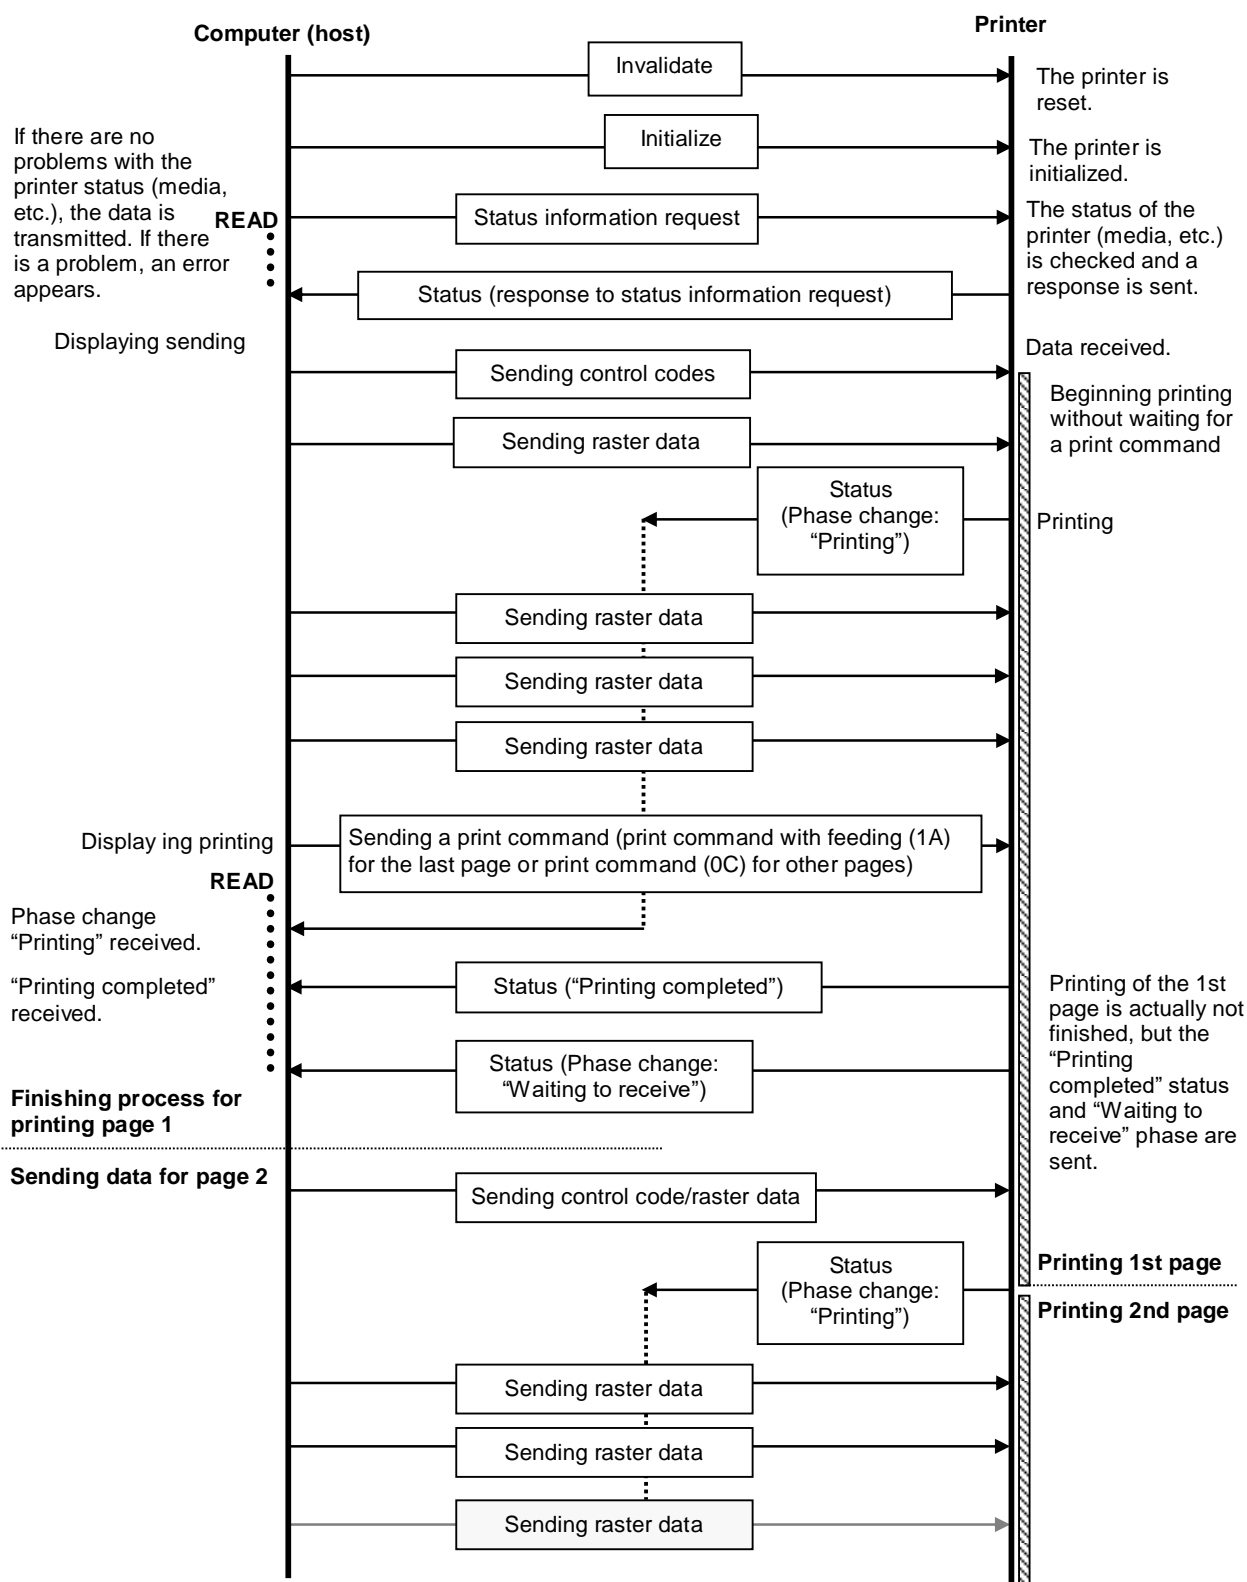 Computer (host)
Printer
Invalidate
The printer is
reset.
If there are no
problems with the
printer status (media,
etc.), the data is
transmitted. If there
is a problem, an error
appears.
Initialize
The printer is
initialized.
READ
Status information request
The status of the
printer (media, etc.)
is checked and a
response is sent.
Status (response to status information request)
Displaying sending
Data received.
Sending control codes
Beginning printing
without waiting for
a print command
Sending raster data
Status
(Phase change:
“Printing”)
Printing
Sending raster data
Sending raster data
Sending raster data
Display ing printing
Sending a print command (print command with feeding (1A)
for the last page or print command (0C) for other pages)
READ
Phase change
“Printing” received.
“Printing completed”
received.
Status (“Printing completed”)
Printing of the 1st
page is actually not
finished, but the
“Printing
completed” status
and “Waiting to
receive” phase are
sent.
Status (Phase change:
“Waiting to receive”)
Finishing process for
printing page 1
Sending data for page 2
Sending control code/raster data
Status
(Phase change:
“Printing”)
Printing 1st page
Printing 2nd page
Sending raster data
Sending raster data
Sending raster data